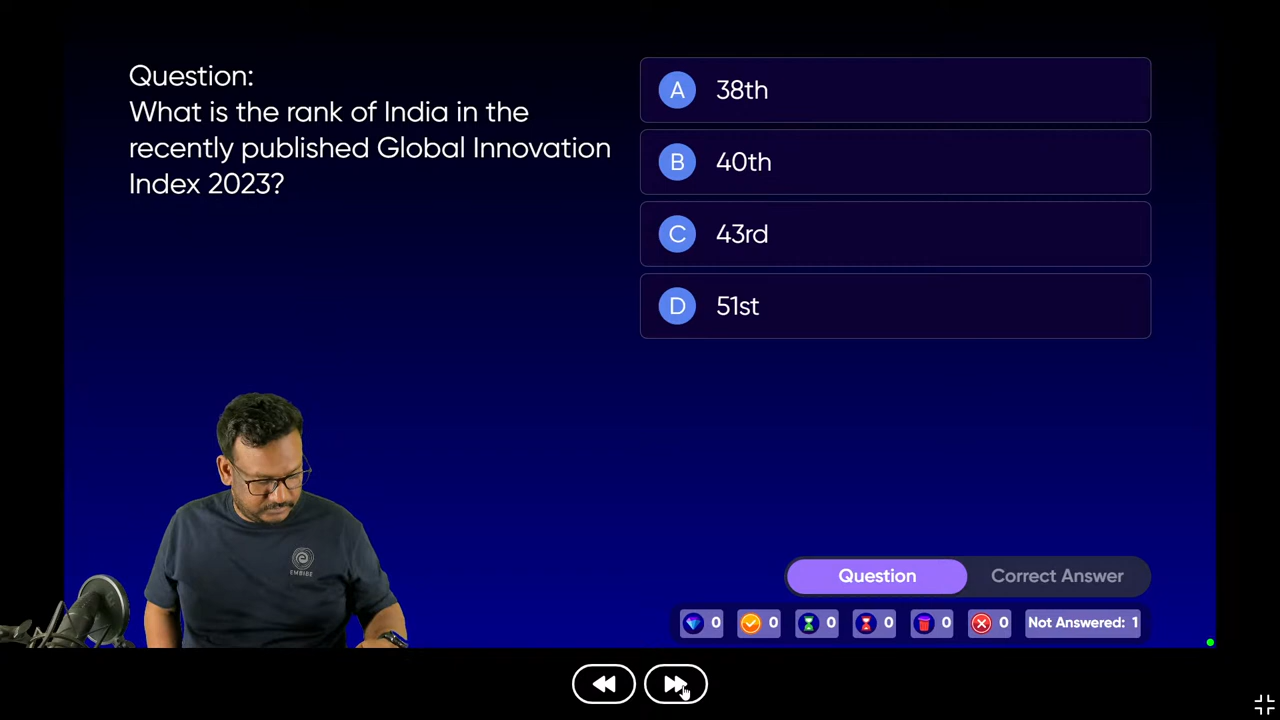 Question:
What is the rank of India in the
recently published Global Innovation
Index 2023?
A 38th
B 40th
C 43rd
D 51st
EMBIBE
Question Correct Answer
0 0 0 0 0 0 Not Answered: 1